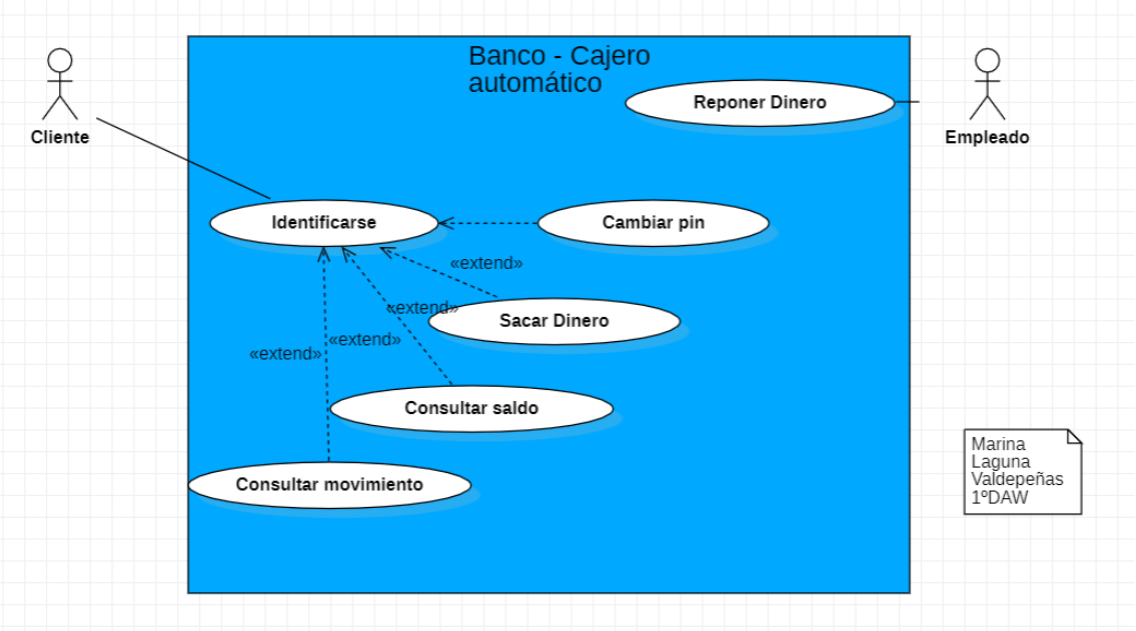 Banco - Cajero
automático
Reponer Dinero
Cliente
Empleado
Identificarse
Cambiar pin
«extend»
«extend»
Sacar Dinero
«extend»
«extend»
Consultar saldo
Consultar movimiento
Marina
Laguna
Valdepeñas
1ºDAW